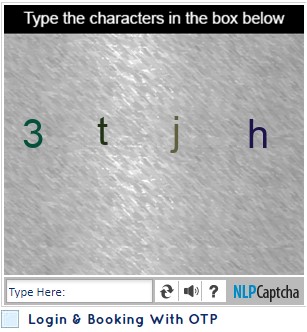 Type the characters in the box below
3 t j h
Type Here: ? NLPCaptcha
Login & Booking With OTP